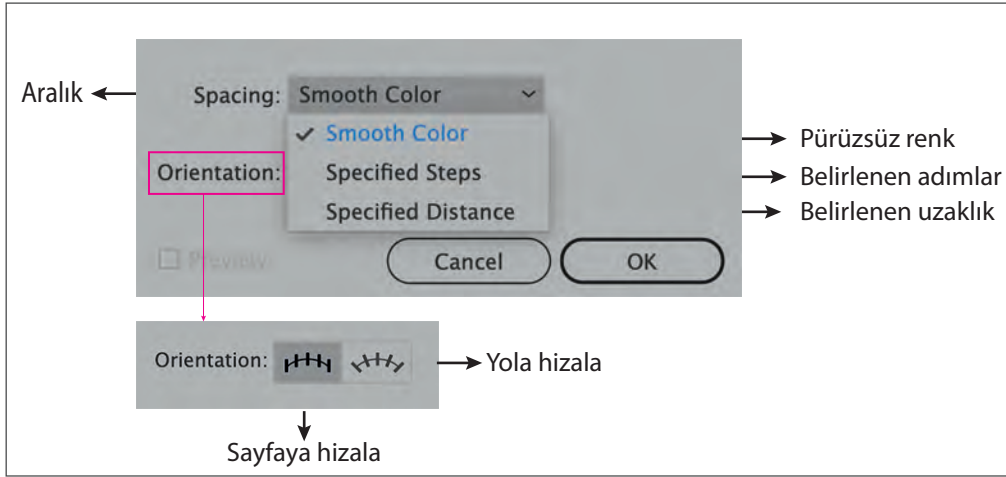 Aralık
Spacing: Smooth Color
Smooth Color
Pürüzsüz renk
Orientation: Specified Steps
Belirlenen adımlar
Specified Distance
Belirlenen uzaklık
Preview
Cancel
OK
Orientation:
Yola hizala
Sayfaya hizala